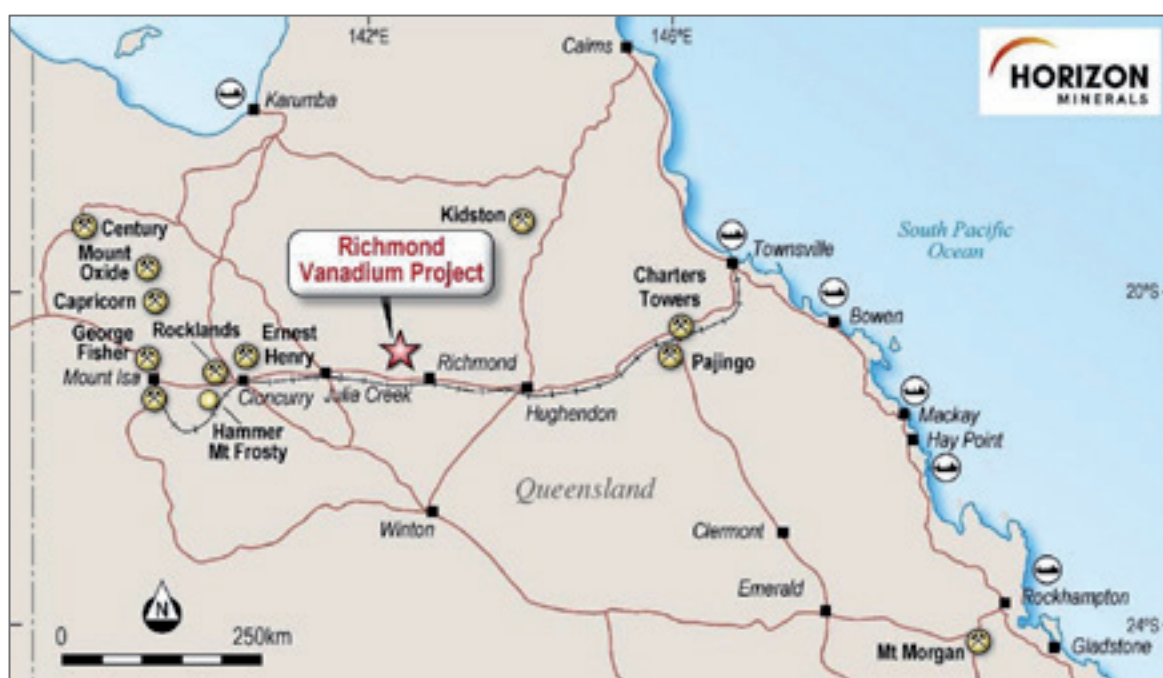 142°E
146°E
Cairns
HORIZON
MINERALS
Karumba
Kidston
Century
Mount
Oxide
Capricorn
Richmond
Vanadium Project
South Pacific
Ocean
Townsville
20°S
Charters
Towers
Bowen
George
Fisher
Rocklands
Ernest
Henry
Mount Isa
Cloncurry
Julia Creek
Richmond
Hughendon
Pajingo
Hammer
Mt Frosty
Mackay
Hay Point
Queensland
Winton
Clermont
Emerald
Rockhampton
24°S
Mt Morgan
Gladstone
N
0
250km